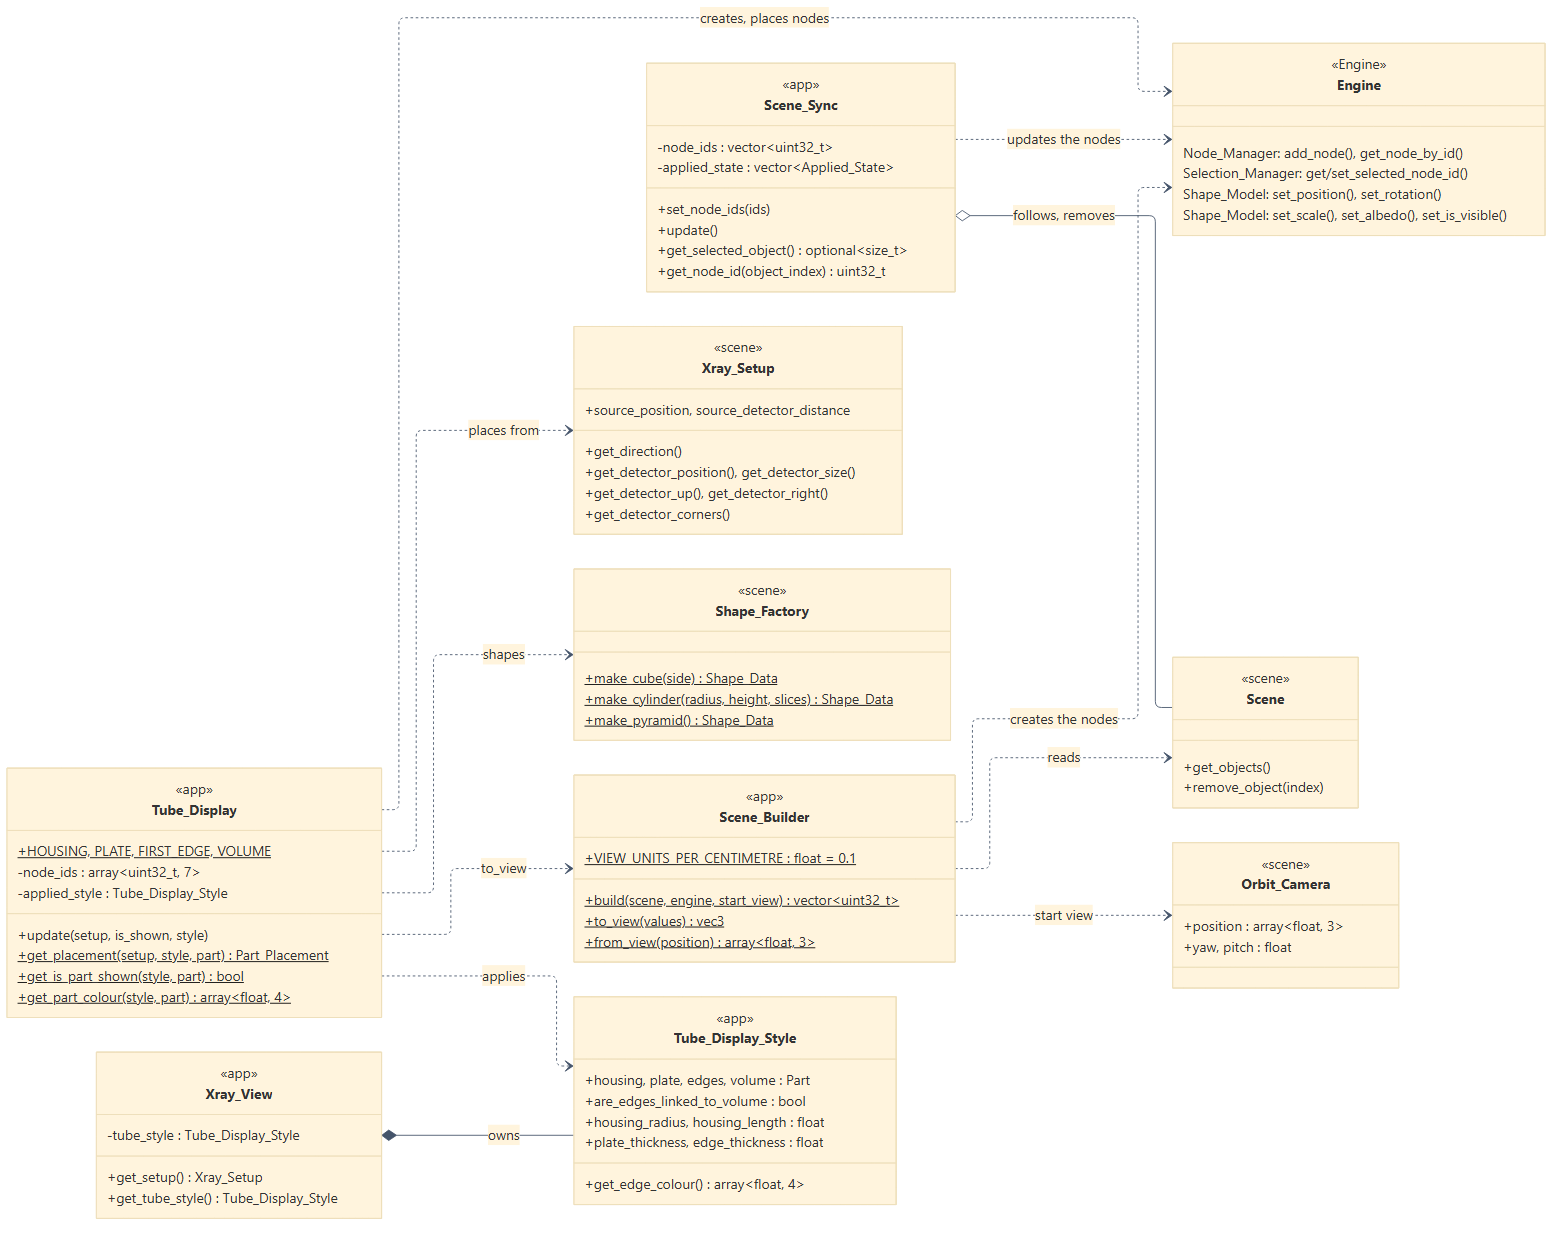 creates, places nodes
«Engine»
Engine
Node_Manager: add_node(), get_node_by_id()
Selection_Manager: get/set_selected_node_id()
Shape_Model: set_position(), set_rotation()
Shape_Model: set_scale(), set_albedo(), set_is_visible()
«app»
Scene_Sync
-node_ids : vector<uint32_t>
-applied_state : vector<Applied_State>
+set_node_ids(ids)
+update()
+get_selected_object() : optional<size_t>
+get_node_id(object_index) : uint32_t
updates the nodes
follows, removes
«scene»
Xray_Setup
+source_position, source_detector_distance
+get_direction()
+get_detector_position(), get_detector_size()
+get_detector_up(), get_detector_right()
+get_detector_corners()
places from
«scene»
Shape_Factory
+make_cube(side) : Shape_Data
+make_cylinder(radius, height, slices) : Shape_Data
+make_pyramid() : Shape_Data
shapes
«scene»
Scene
+get_objects()
+remove_object(index)
creates the nodes
reads
«app»
Tube_Display
+HOUSING, PLATE, FIRST_EDGE, VOLUME
-node_ids : array<uint32_t, 7>
-applied_style : Tube_Display_Style
+update(setup, is_shown, style)
+get_placement(setup, style, part) : Part_Placement
+get_is_part_shown(style, part) : bool
+get_part_colour(style, part) : array<float, 4>
to_view
«app»
Scene_Builder
+VIEW_UNITS_PER_CENTIMETRE : float = 0.1
+build(scene, engine, start_view) : vector<uint32_t>
+to_view(values) : vec3
+from_view(position) : array<float, 3>
start view
«scene»
Orbit_Camera
+position : array<float, 3>
+yaw, pitch : float
applies
«app»
Tube_Display_Style
+housing, plate, edges, volume : Part
+are_edges_linked_to_volume : bool
+housing_radius, housing_length : float
+plate_thickness, edge_thickness : float
+get_edge_colour() : array<float, 4>
«app»
Xray_View
-tube_style : Tube_Display_Style
+get_setup() : Xray_Setup
+get_tube_style() : Tube_Display_Style
owns